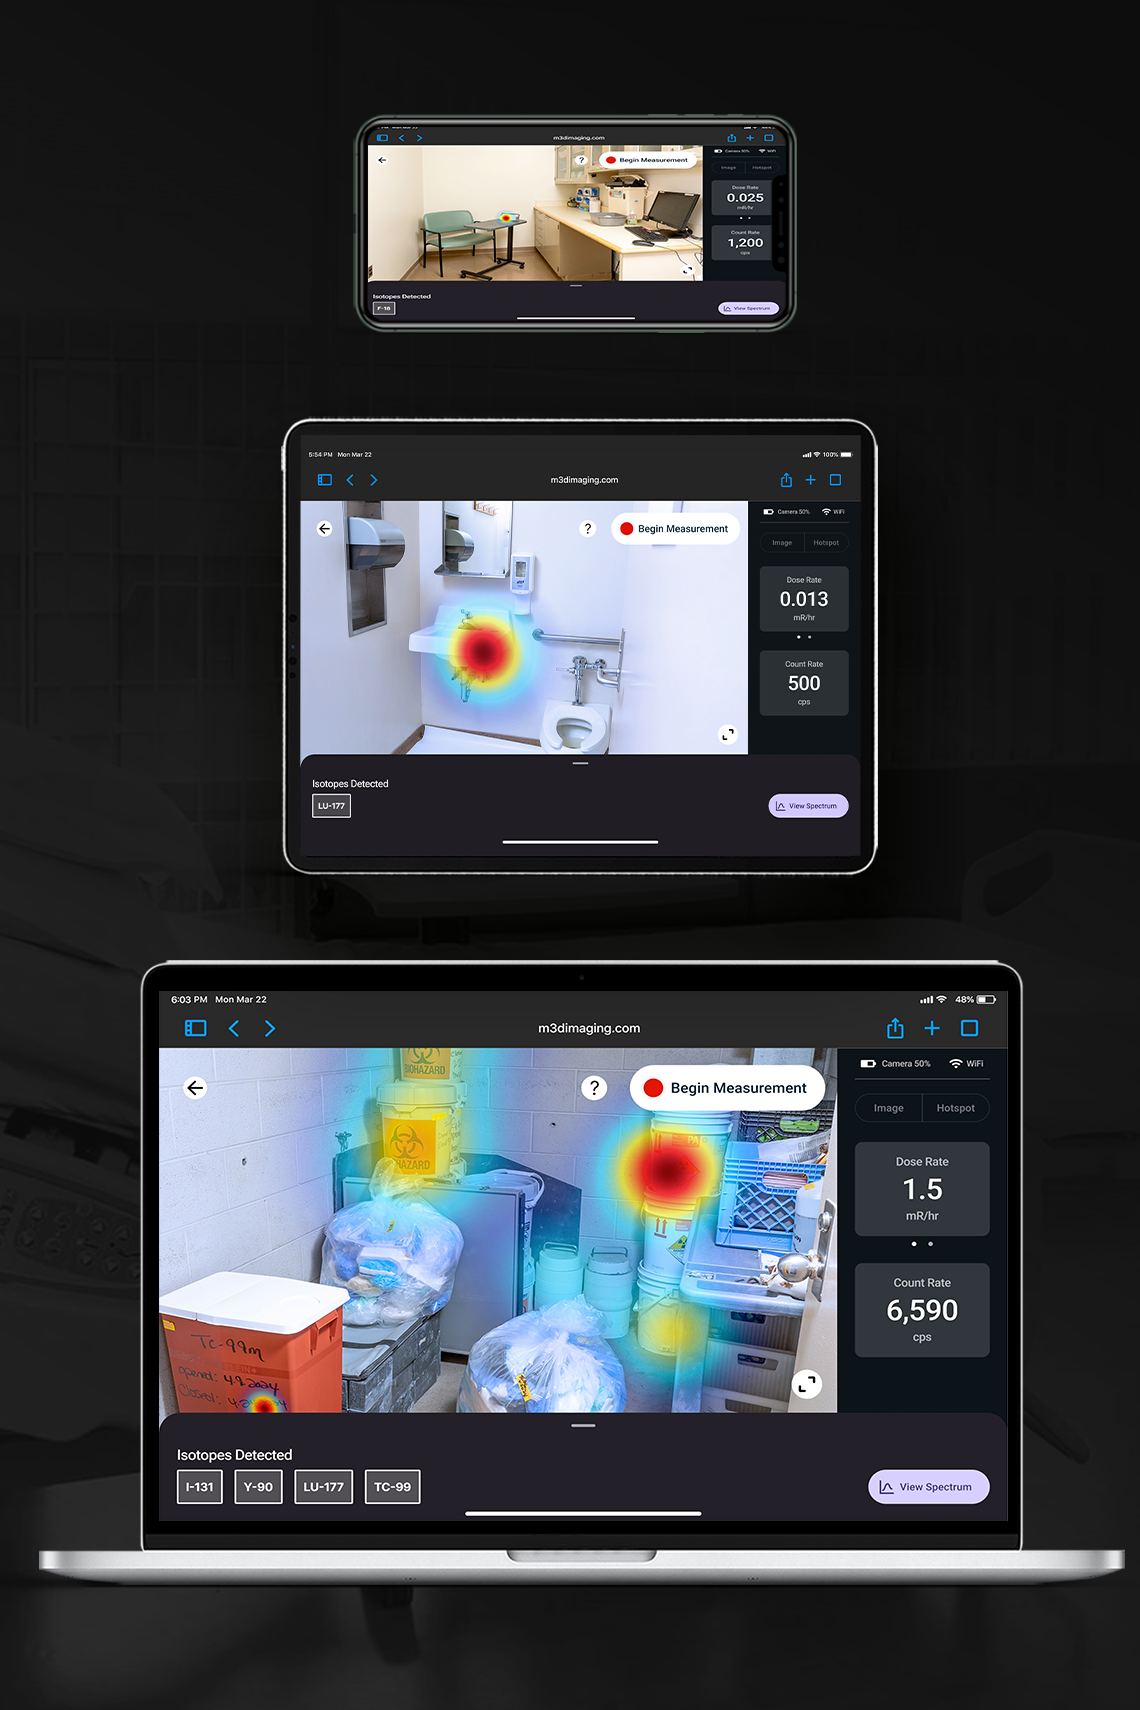 m3dimaging.com
Begin Measurement
?
Camera 50%
WiFi
Image
Hotspot
Dose Rate
0.025
mR/hr
Count Rate
1,200
cps
Isotopes Detected
F-18
View Spectrum
5:54 PM Mon Mar 22
100%
m3dimaging.com
?
Begin Measurement
Camera 50%
WiFi
Image
Hotspot
Dose Rate
0.013
mR/hr
Count Rate
500
cps
Isotopes Detected
LU-177
View Spectrum
6:03 PM Mon Mar 22
48%
m3dimaging.com
?
Begin Measurement
Camera 50%
WiFi
Image
Hotspot
BIOHAZARD
HAZARD
Dose Rate
1.5
mR/hr
Count Rate
6,590
cps
Tc-99m
opened: 4.9.2024
Closed: 4.2
Isotopes Detected
I-131
Y-90
LU-177
TC-99
View Spectrum